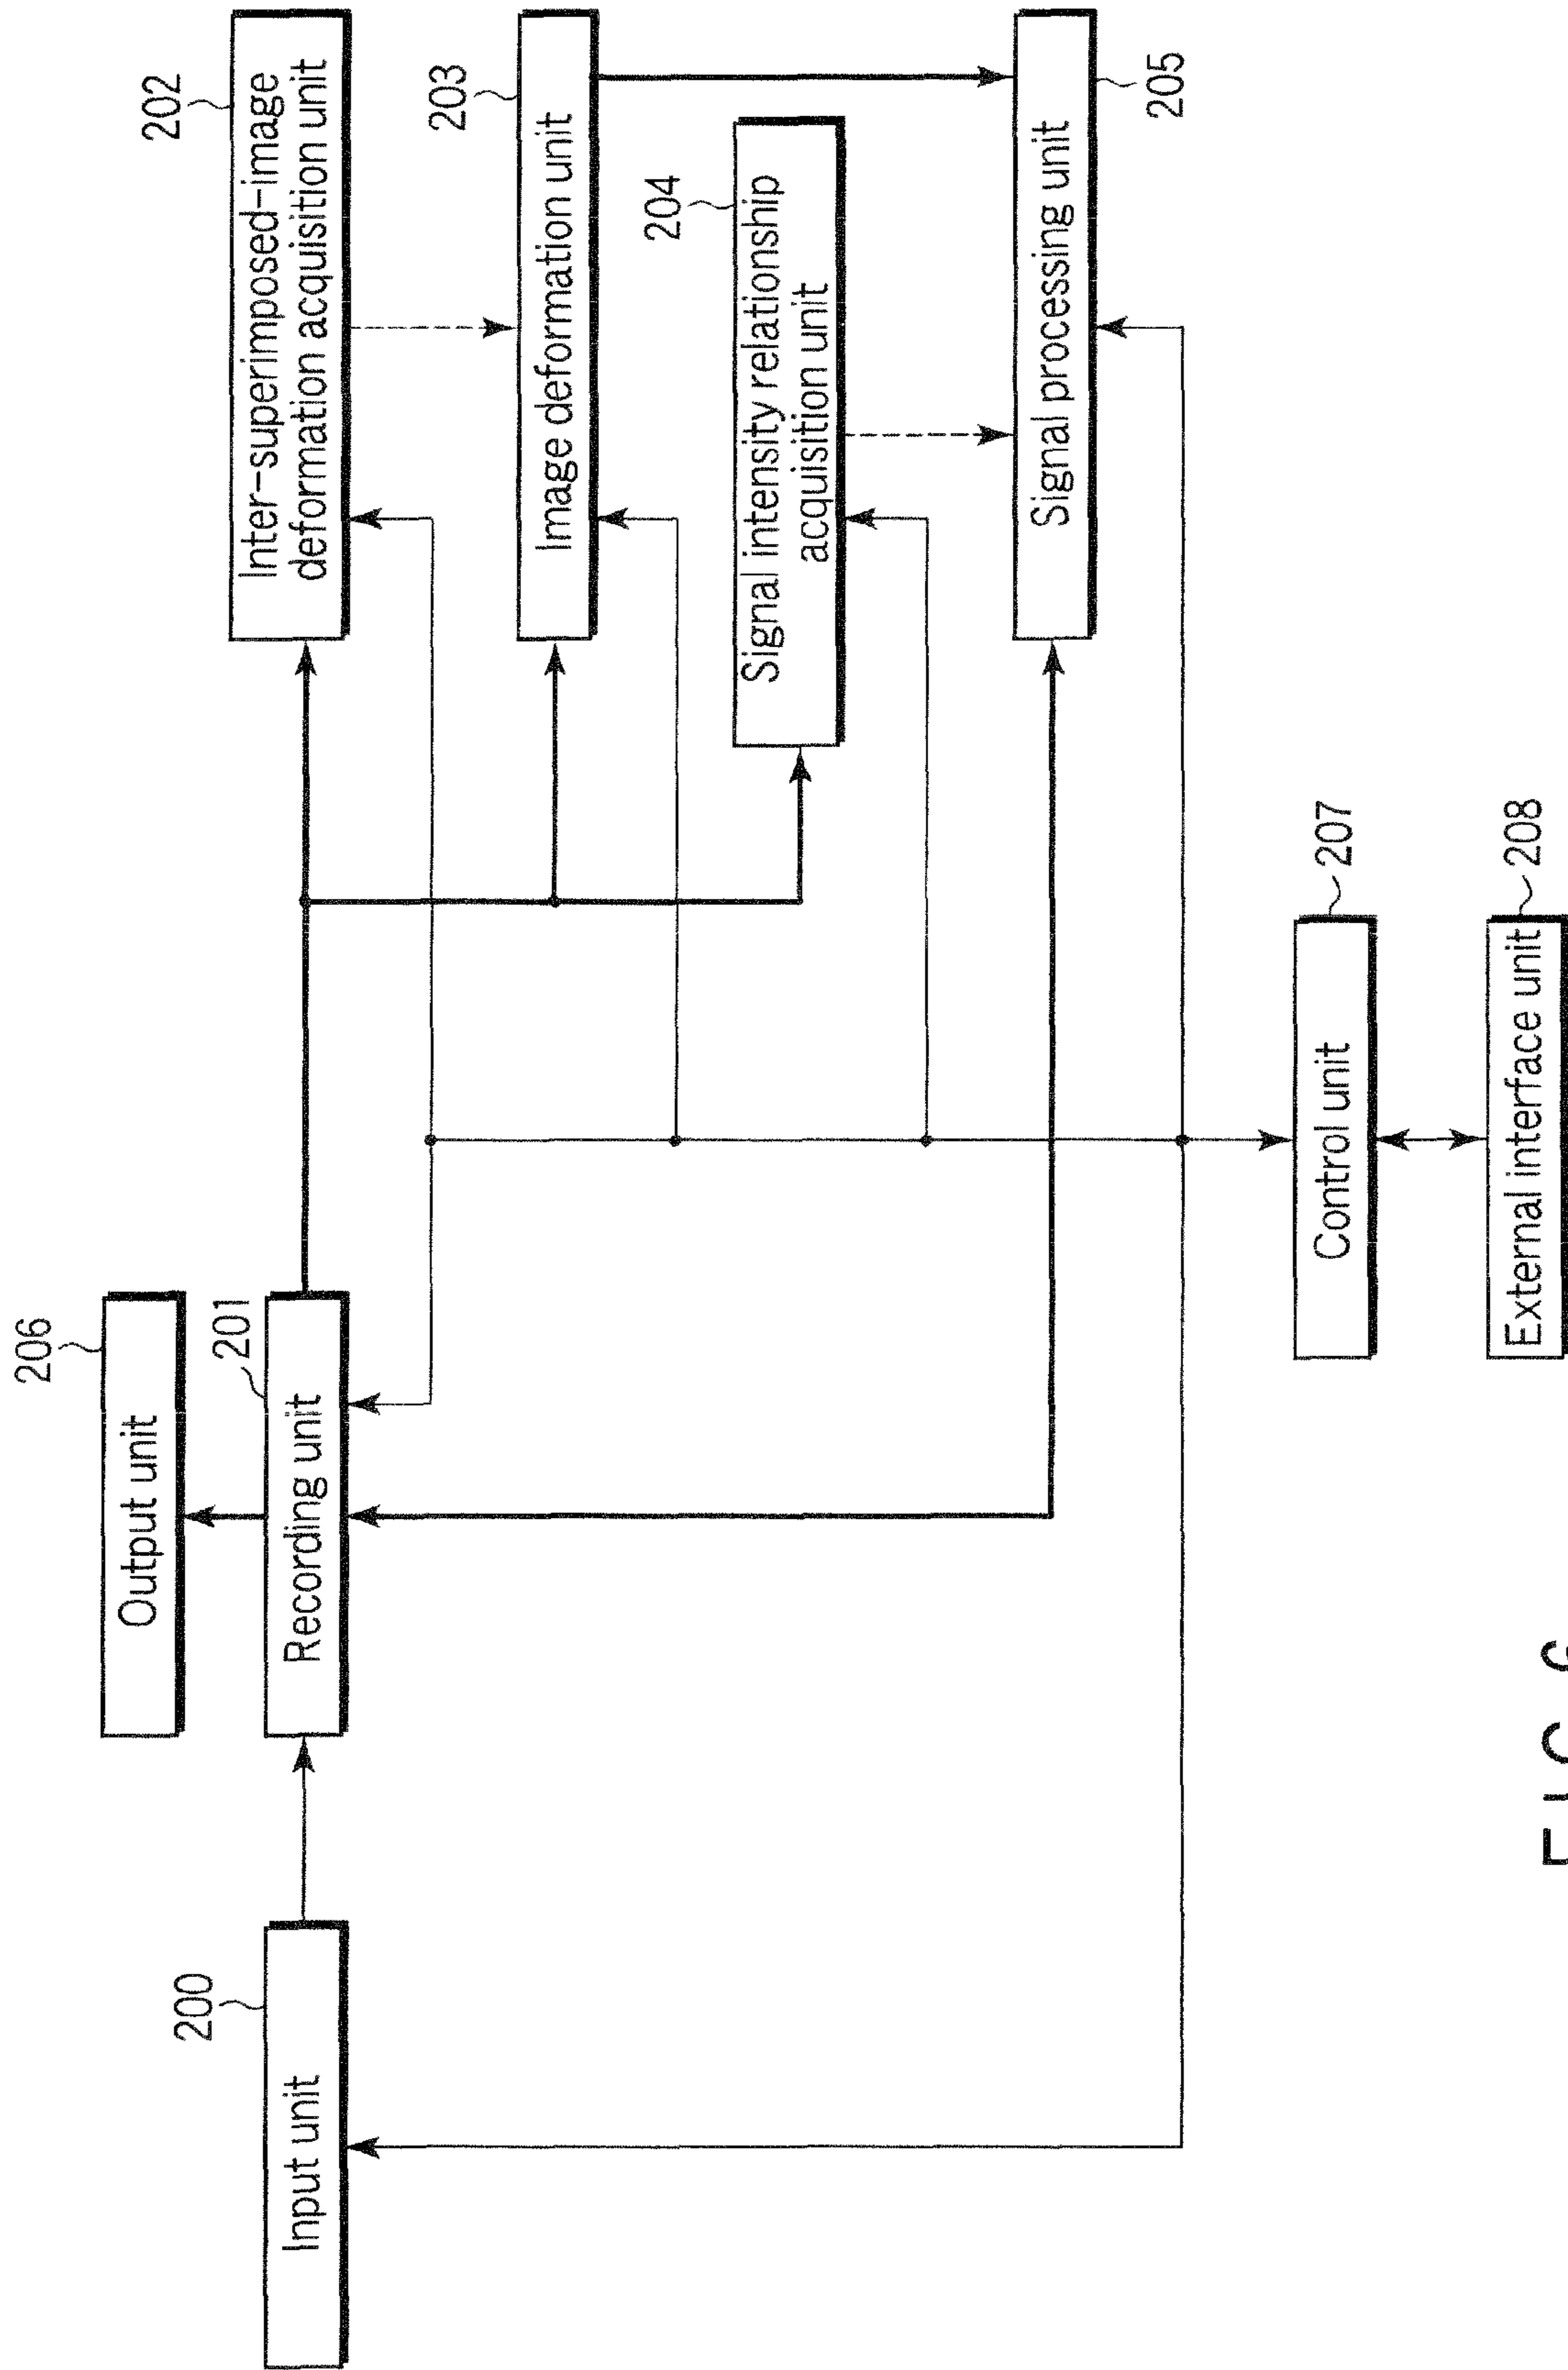 206
Output unit
200
Input unit
201
Recording unit
202
Inter-superimposed-image
deformation acquisition unit
203
Image deformation unit
204
Signal intensity relationship
acquisition unit
Signal processing unit
205
Control unit
207
External interface unit
208